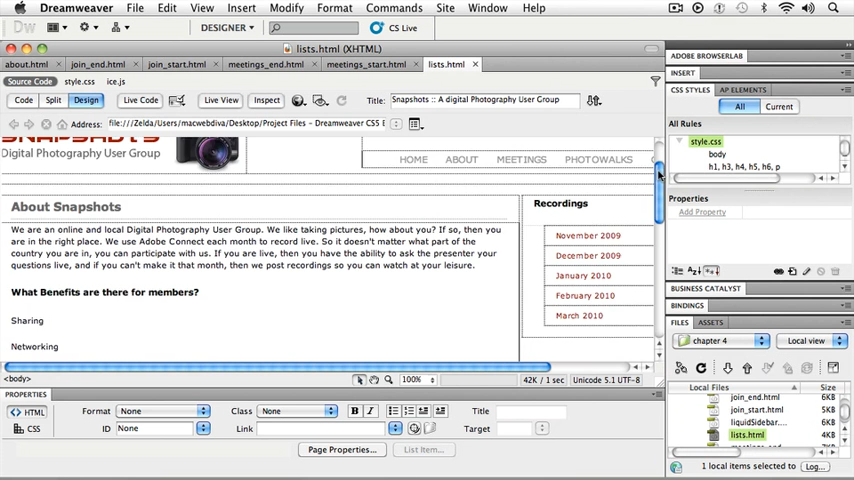 Dreamweaver File Edit View Insert Modify Format Commands Site Window Help
Dw DESIGNER CS Live
lists.html (XHTML)
about.html join_end.html join_start.html meetings_end.html meetings_start.html lists.html
Source Code style.css ice.js
Code Split Design Live Code Live View Inspect Title: Snapshots :: A digital Photography User Group
Address: file:///Zelda/Users/macwebdiva/Desktop/Project Files - Dreamweaver CS5 B
SNAPSHOTS
Digital Photography User Group
HOME ABOUT MEETINGS PHOTOWALKS
About Snapshots
We are an online and local Digital Photography User Group. We like taking pictures, how about you? If so, then you
are in the right place. We use Adobe Connect each month to record live. So it doesn't matter what part of the
country you are in, you can participate with us. If you are live, then you have the ability to ask the presenter your
questions live, and if you can't make it that month, then we post recordings so you can watch at your leisure.
What Benefits are there for members?
Sharing
Networking
Recordings
November 2009
December 2009
January 2010
February 2010
March 2010
<body> 100% 42K / 1 sec Unicode 5.1 UTF-8
PROPERTIES
HTML Format None Class None B I Title
CSS ID None Link Target
Page Properties... List Item...
ADOBE BROWSERLAB
INSERT
CSS STYLES AP ELEMENTS
All Current
All Rules
style.css
body
h1, h3, h4, h5, h6, p
Properties
Add Property
BUSINESS CATALYST
BINDINGS
FILES ASSETS
chapter 4 Local view
Local Files Size
join_end.html 6KB
join_start.html 5KB
liquidSidebar.... 2KB
lists.html 4KB
1 local items selected to Log...